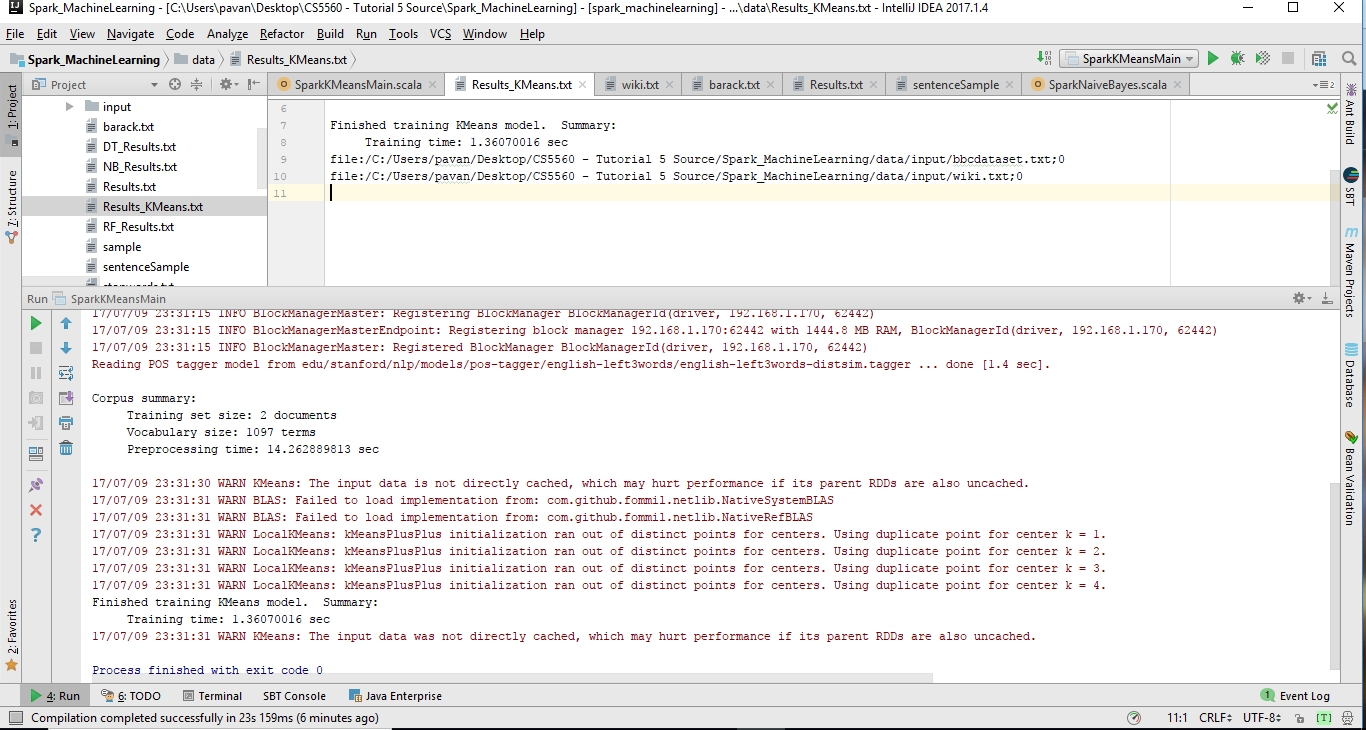 Spark_MachineLearning - [C:\Users\pavan\Desktop\CS5560 - Tutorial 5 Source\Spark_MachineLearning] - [spark_machinelearning] - ...\data\Results_KMeans.txt - IntelliJ IDEA 2017.1.4
File Edit View Navigate Code Analyze Refactor Build Run Tools VCS Window Help
Spark_MachineLearning data Results_KMeans.txt
SparkKMeansMain
Project
SparkKMeansMain.scala Results_KMeans.txt wiki.txt barack.txt Results.txt sentenceSample SparkNaiveBayes.scala
2
1: Project
7: Structure
2: Favorites
input
barack.txt
DT_Results.txt
NB_Results.txt
Results.txt
Results_KMeans.txt
RF_Results.txt
sample
sentenceSample
6
7 Finished training KMeans model.  Summary:
8 Training time: 1.36070016 sec
9 file:/C:/Users/pavan/Desktop/CS5560 - Tutorial 5 Source/Spark_MachineLearning/data/input/bbcdataset.txt;0
10 file:/C:/Users/pavan/Desktop/CS5560 - Tutorial 5 Source/Spark_MachineLearning/data/input/wiki.txt;0
11
Ant Build
SBT
Maven Projects
Database
Bean Validation
Run SparkKMeansMain
17/07/09 23:31:15 INFO BlockManagerMaster: Registering BlockManager BlockManagerId(driver, 192.168.1.170, 62442)
17/07/09 23:31:15 INFO BlockManagerMasterEndpoint: Registering block manager 192.168.1.170:62442 with 1444.8 MB RAM, BlockManagerId(driver, 192.168.1.170, 62442)
17/07/09 23:31:15 INFO BlockManagerMaster: Registered BlockManager BlockManagerId(driver, 192.168.1.170, 62442)
Reading POS tagger model from edu/stanford/nlp/models/pos-tagger/english-left3words/english-left3words-distsim.tagger ... done [1.4 sec].
Corpus summary:
Training set size: 2 documents
Vocabulary size: 1097 terms
Preprocessing time: 14.262889813 sec
17/07/09 23:31:30 WARN KMeans: The input data is not directly cached, which may hurt performance if its parent RDDs are also uncached.
17/07/09 23:31:31 WARN BLAS: Failed to load implementation from: com.github.fommil.netlib.NativeSystemBLAS
17/07/09 23:31:31 WARN BLAS: Failed to load implementation from: com.github.fommil.netlib.NativeRefBLAS
17/07/09 23:31:31 WARN LocalKMeans: kMeansPlusPlus initialization ran out of distinct points for centers. Using duplicate point for center k = 1.
17/07/09 23:31:31 WARN LocalKMeans: kMeansPlusPlus initialization ran out of distinct points for centers. Using duplicate point for center k = 2.
17/07/09 23:31:31 WARN LocalKMeans: kMeansPlusPlus initialization ran out of distinct points for centers. Using duplicate point for center k = 3.
17/07/09 23:31:31 WARN LocalKMeans: kMeansPlusPlus initialization ran out of distinct points for centers. Using duplicate point for center k = 4.
Finished training KMeans model.  Summary:
Training time: 1.36070016 sec
17/07/09 23:31:31 WARN KMeans: The input data was not directly cached, which may hurt performance if its parent RDDs are also uncached.
Process finished with exit code 0
4: Run 6: TODO Terminal SBT Console Java Enterprise 1 Event Log
Compilation completed successfully in 23s 159ms (6 minutes ago) 11:1 CRLF UTF-8 [T]